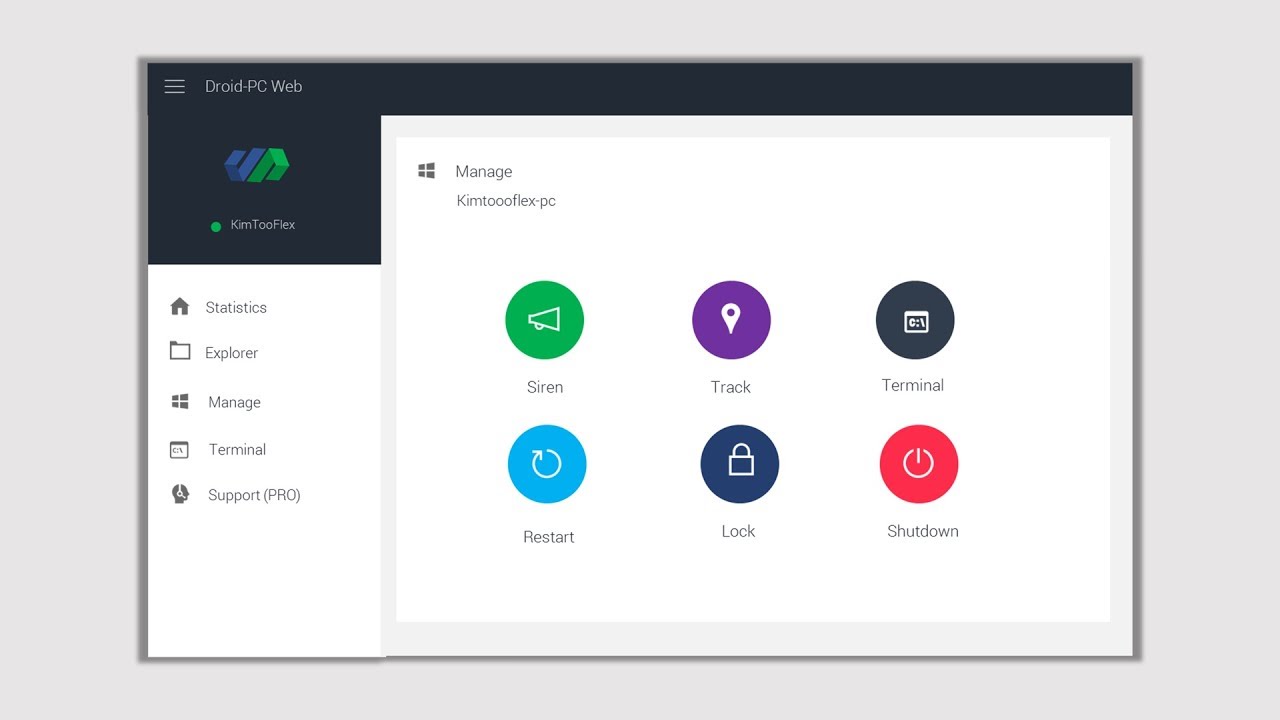 Droid-PC Web
KimTooFlex
Statistics
Explorer
Manage
Terminal
Support (PRO)
Manage
Kimtoooflex-pc
Siren
Track
C:\
Terminal
Restart
Lock
Shutdown
C:\